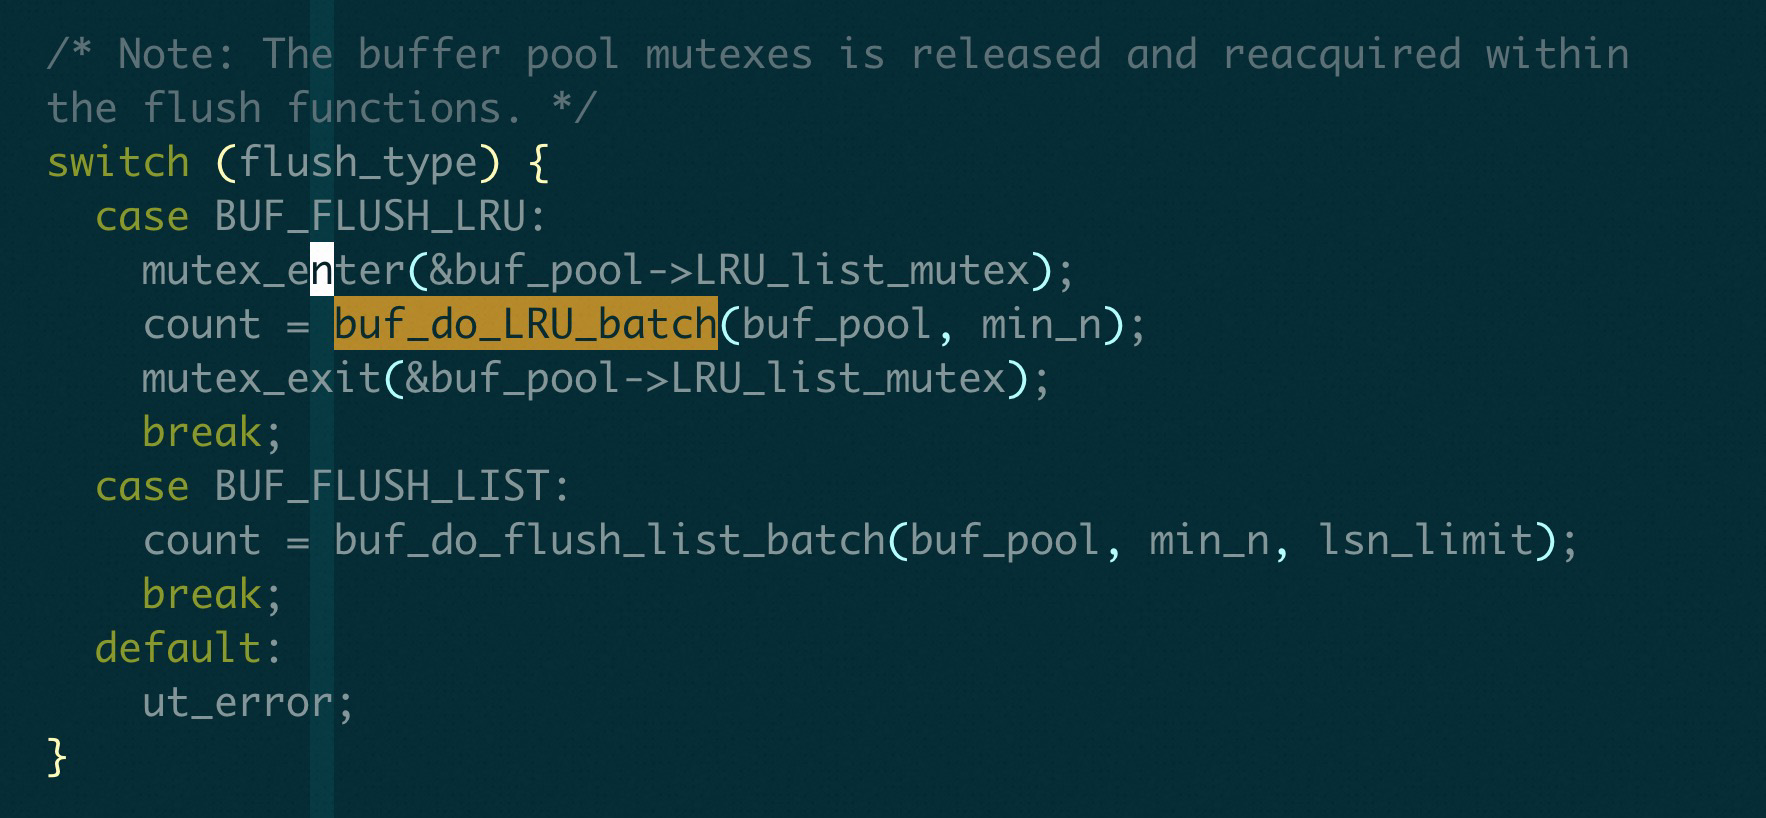 /* Note: The buffer pool mutexes is released and reacquired within
the flush functions. */
switch (flush_type) {
  case BUF_FLUSH_LRU:
    mutex_enter(&buf_pool->LRU_list_mutex);
    count = buf_do_LRU_batch(buf_pool, min_n);
    mutex_exit(&buf_pool->LRU_list_mutex);
    break;
  case BUF_FLUSH_LIST:
    count = buf_do_flush_list_batch(buf_pool, min_n, lsn_limit);
    break;
  default:
    ut_error;
}